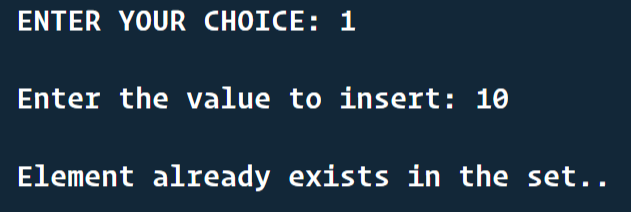 ENTER YOUR CHOICE: 1
Enter the value to insert: 10
Element already exists in the set..